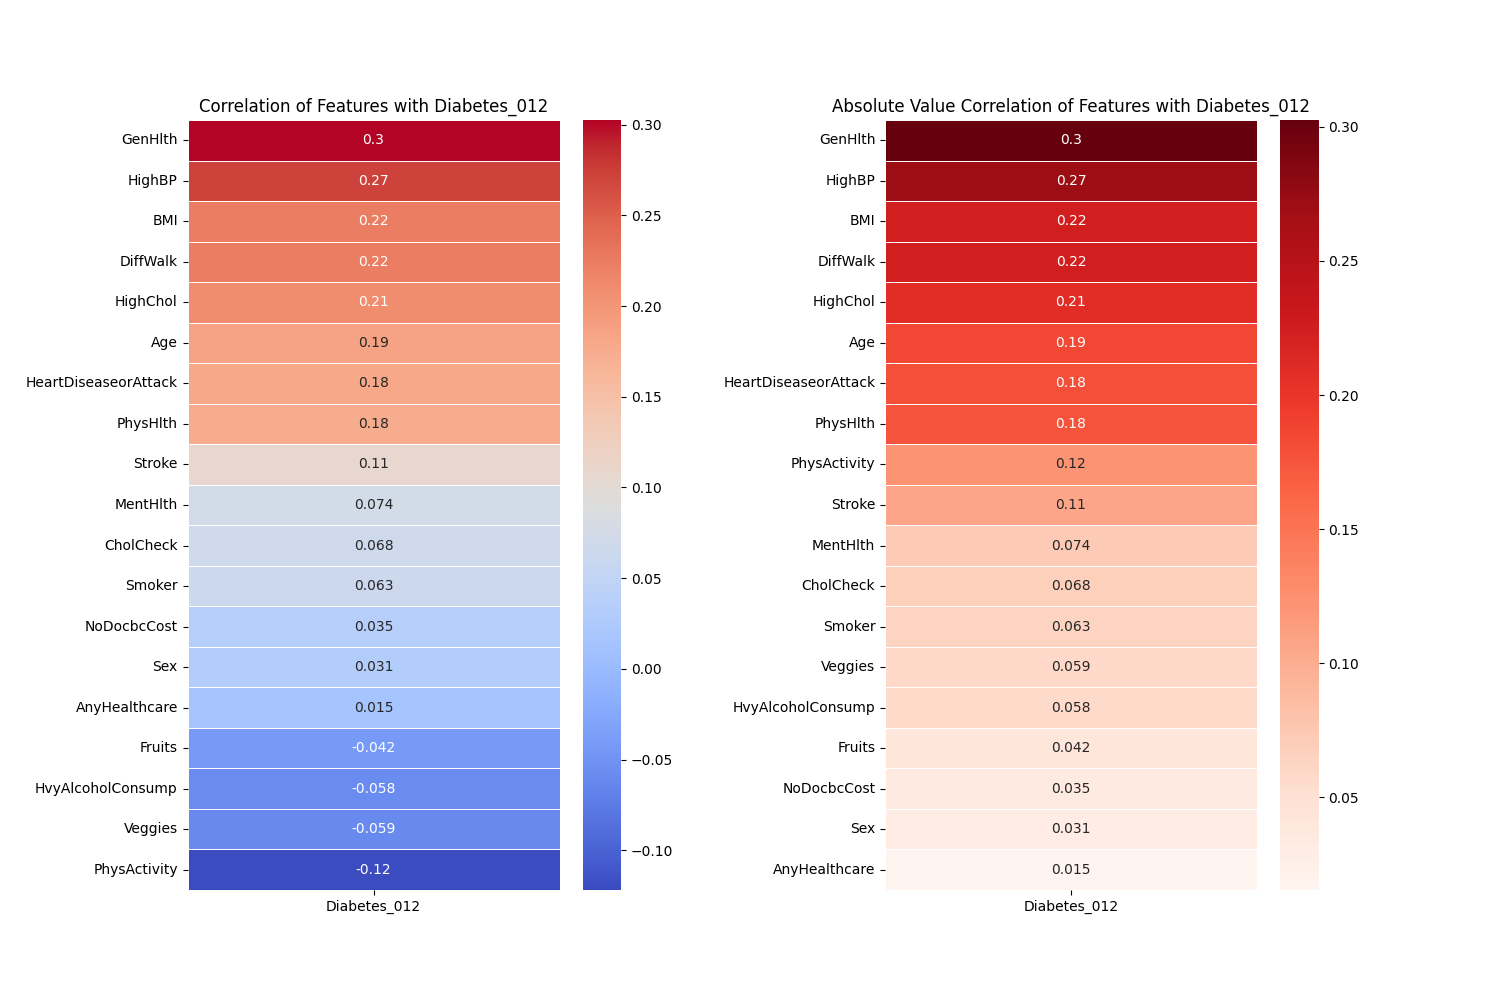 Correlation of Features with Diabetes_012
GenHlth 0.3
HighBP 0.27
BMI 0.22
DiffWalk 0.22
HighChol 0.21
Age 0.19
HeartDiseaseorAttack 0.18
PhysHlth 0.18
Stroke 0.11
MentHlth 0.074
CholCheck 0.068
Smoker 0.063
NoDocbcCost 0.035
Sex 0.031
AnyHealthcare 0.015
Fruits -0.042
HvyAlcoholConsump -0.058
Veggies -0.059
PhysActivity -0.12
Diabetes_012
0.30
0.25
0.20
0.15
0.10
0.05
0.00
−0.05
−0.10
Absolute Value Correlation of Features with Diabetes_012
GenHlth 0.3
HighBP 0.27
BMI 0.22
DiffWalk 0.22
HighChol 0.21
Age 0.19
HeartDiseaseorAttack 0.18
PhysHlth 0.18
PhysActivity 0.12
Stroke 0.11
MentHlth 0.074
CholCheck 0.068
Smoker 0.063
Veggies 0.059
HvyAlcoholConsump 0.058
Fruits 0.042
NoDocbcCost 0.035
Sex 0.031
AnyHealthcare 0.015
Diabetes_012
0.30
0.25
0.20
0.15
0.10
0.05